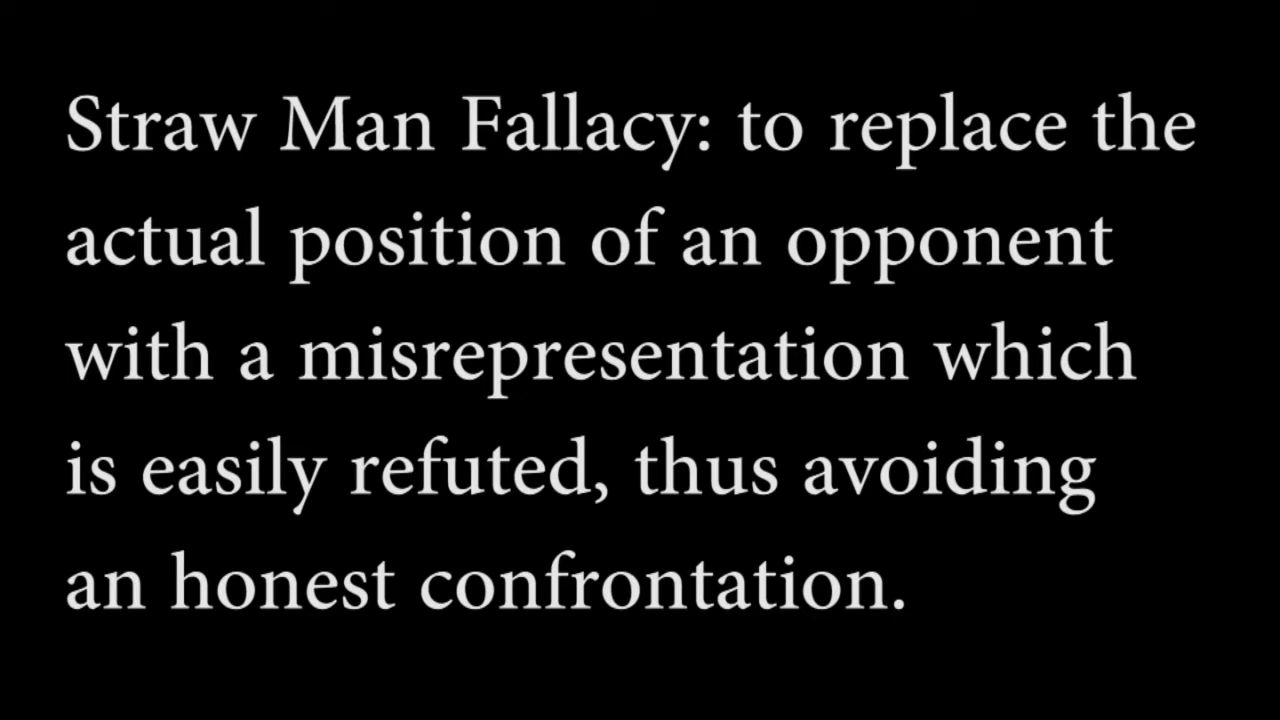 Straw Man Fallacy: to replace the
actual position of an opponent
with a misrepresentation which
is easily refuted, thus avoiding
an honest confrontation.